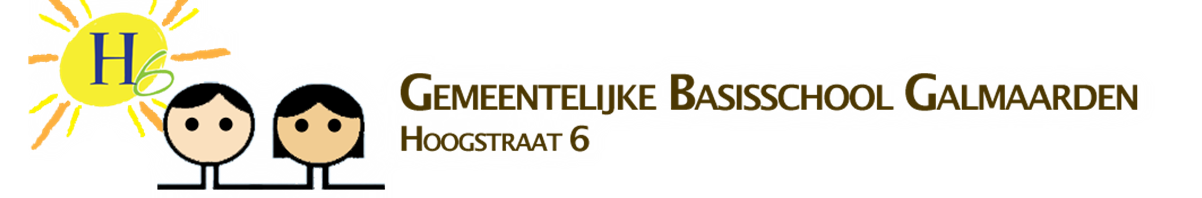 H6
GEMEENTELIJKE BASISSCHOOL GALMAARDEN
HOOGSTRAAT 6